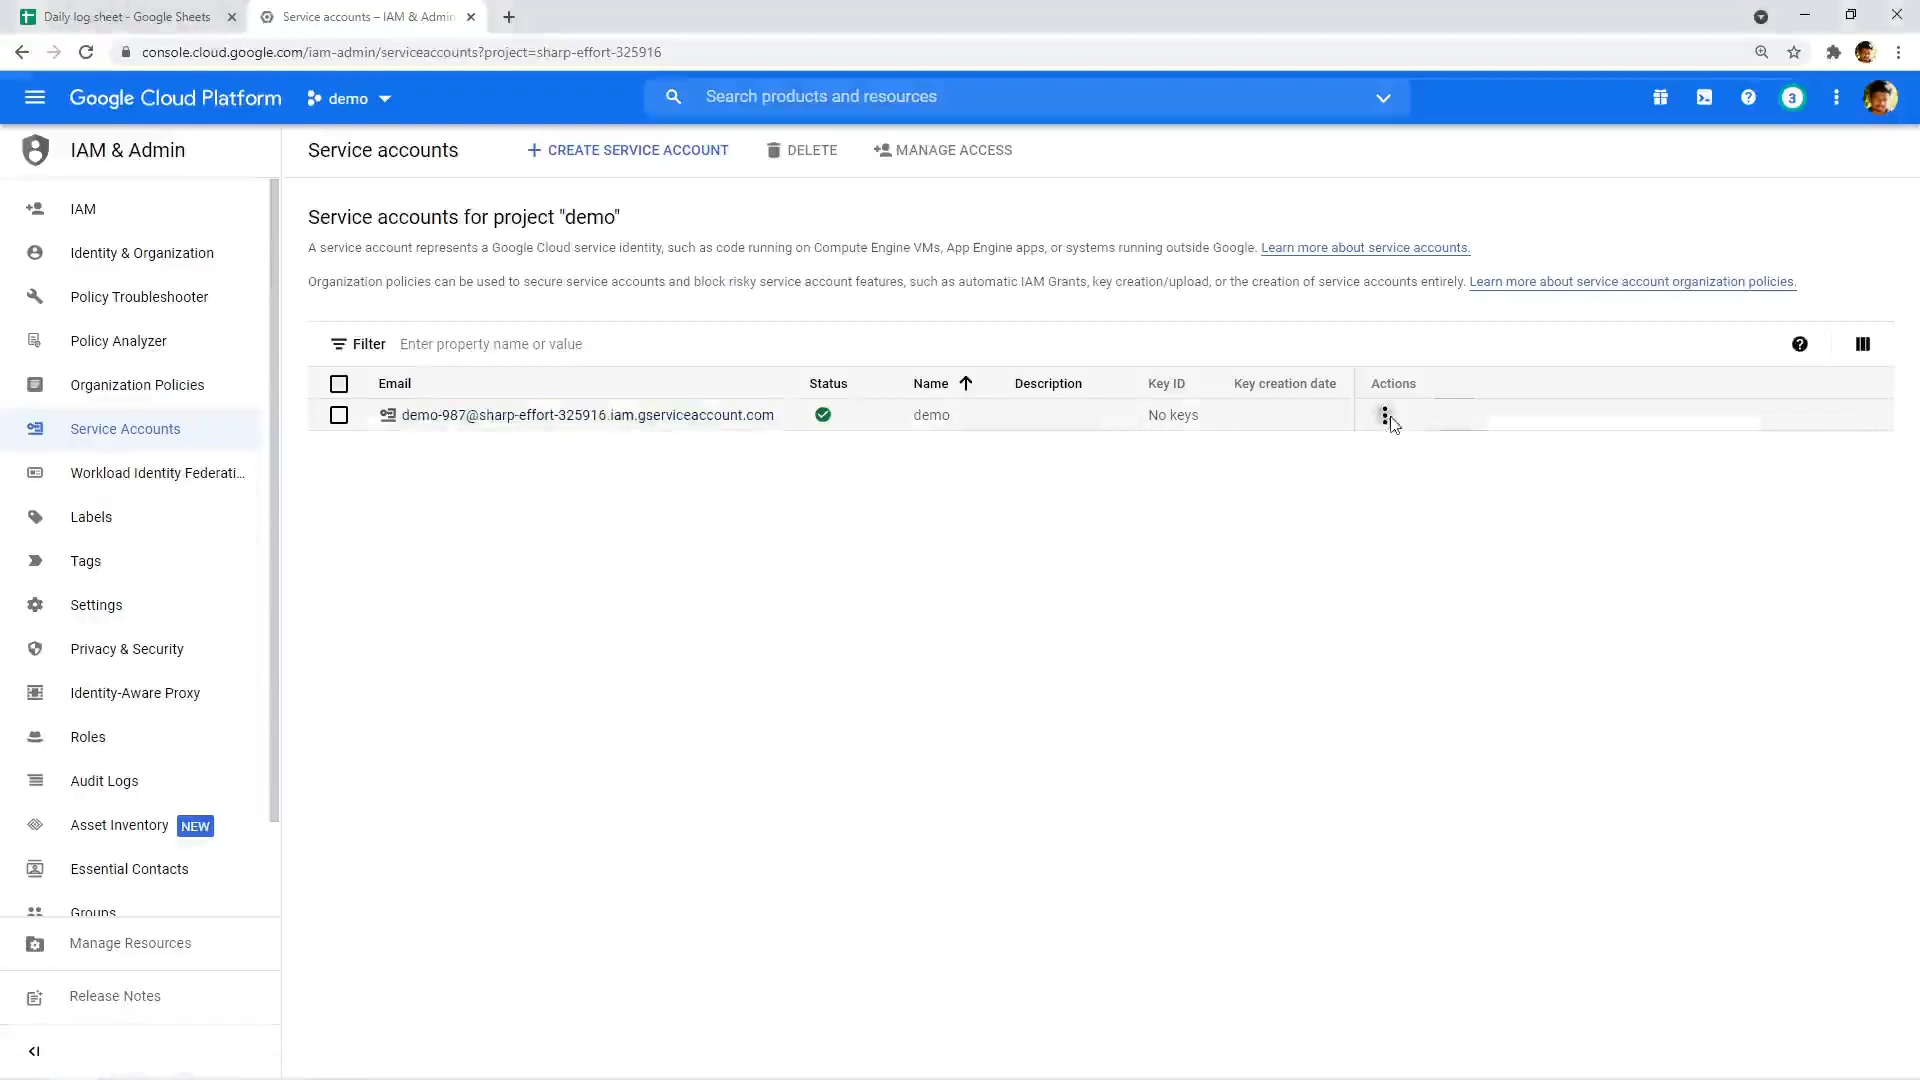 Daily log sheet - Google Sheets
Service accounts – IAM & Admin
console.cloud.google.com/iam-admin/serviceaccounts?project=sharp-effort-325916
Google Cloud Platform
demo
Search products and resources
3
IAM & Admin
Service accounts
CREATE SERVICE ACCOUNT
DELETE
MANAGE ACCESS
IAM
Identity & Organization
Policy Troubleshooter
Policy Analyzer
Organization Policies
Service Accounts
Workload Identity Federati...
Labels
Tags
Settings
Privacy & Security
Identity-Aware Proxy
Roles
Audit Logs
Asset Inventory NEW
Essential Contacts
Groups
Manage Resources
Release Notes
Service accounts for project "demo"
A service account represents a Google Cloud service identity, such as code running on Compute Engine VMs, App Engine apps, or systems running outside Google. Learn more about service accounts.
Organization policies can be used to secure service accounts and block risky service account features, such as automatic IAM Grants, key creation/upload, or the creation of service accounts entirely. Learn more about service account organization policies.
Filter Enter property name or value
Email Status Name Description Key ID Key creation date Actions
demo-987@sharp-effort-325916.iam.gserviceaccount.com demo No keys